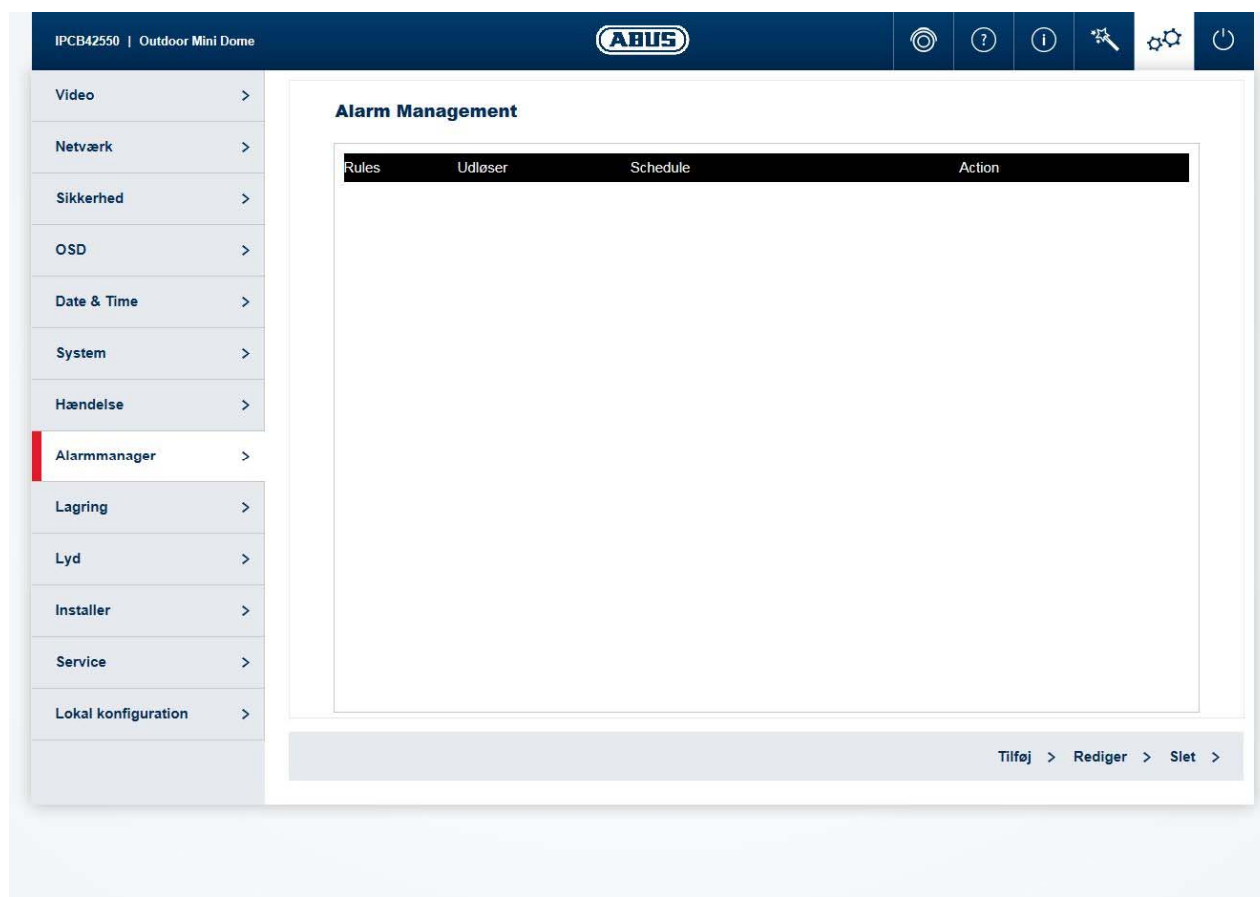 IPCB42550 | Outdoor Mini Dome
ABUS
Video
Netværk
Sikkerhed
OSD
Date & Time
System
Hændelse
Alarmmanager
Lagring
Lyd
Installer
Service
Lokal konfiguration
Alarm Management
Rules Udløser Schedule Action
Tilføj > Rediger > Slet >